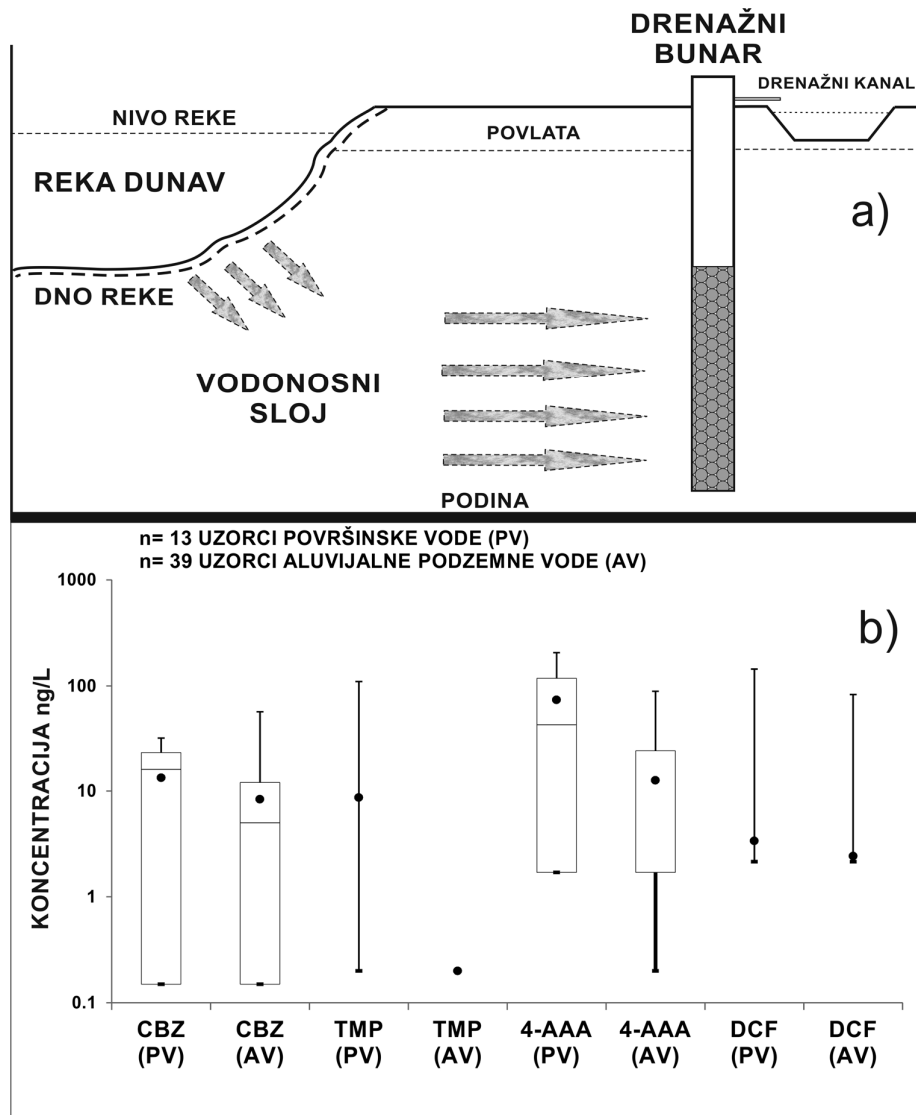 DRENAŽNI
BUNAR
DRENAŽNI KANAL
NIVO REKE
POVLATA
REKA DUNAV
a)
DNO REKE
VODONOSNI
SLOJ
PODINA
n= 13 UZORCI POVRŠINSKE VODE (PV)
n= 39 UZORCI ALUVIJALNE PODZEMNE VODE (AV)
b)
KONCENTRACIJA ng/L
1000
100
10
1
0.1
CBZ
(PV)
CBZ
(AV)
TMP
(PV)
TMP
(AV)
4-AAA
(PV)
4-AAA
(AV)
DCF
(PV)
DCF
(AV)